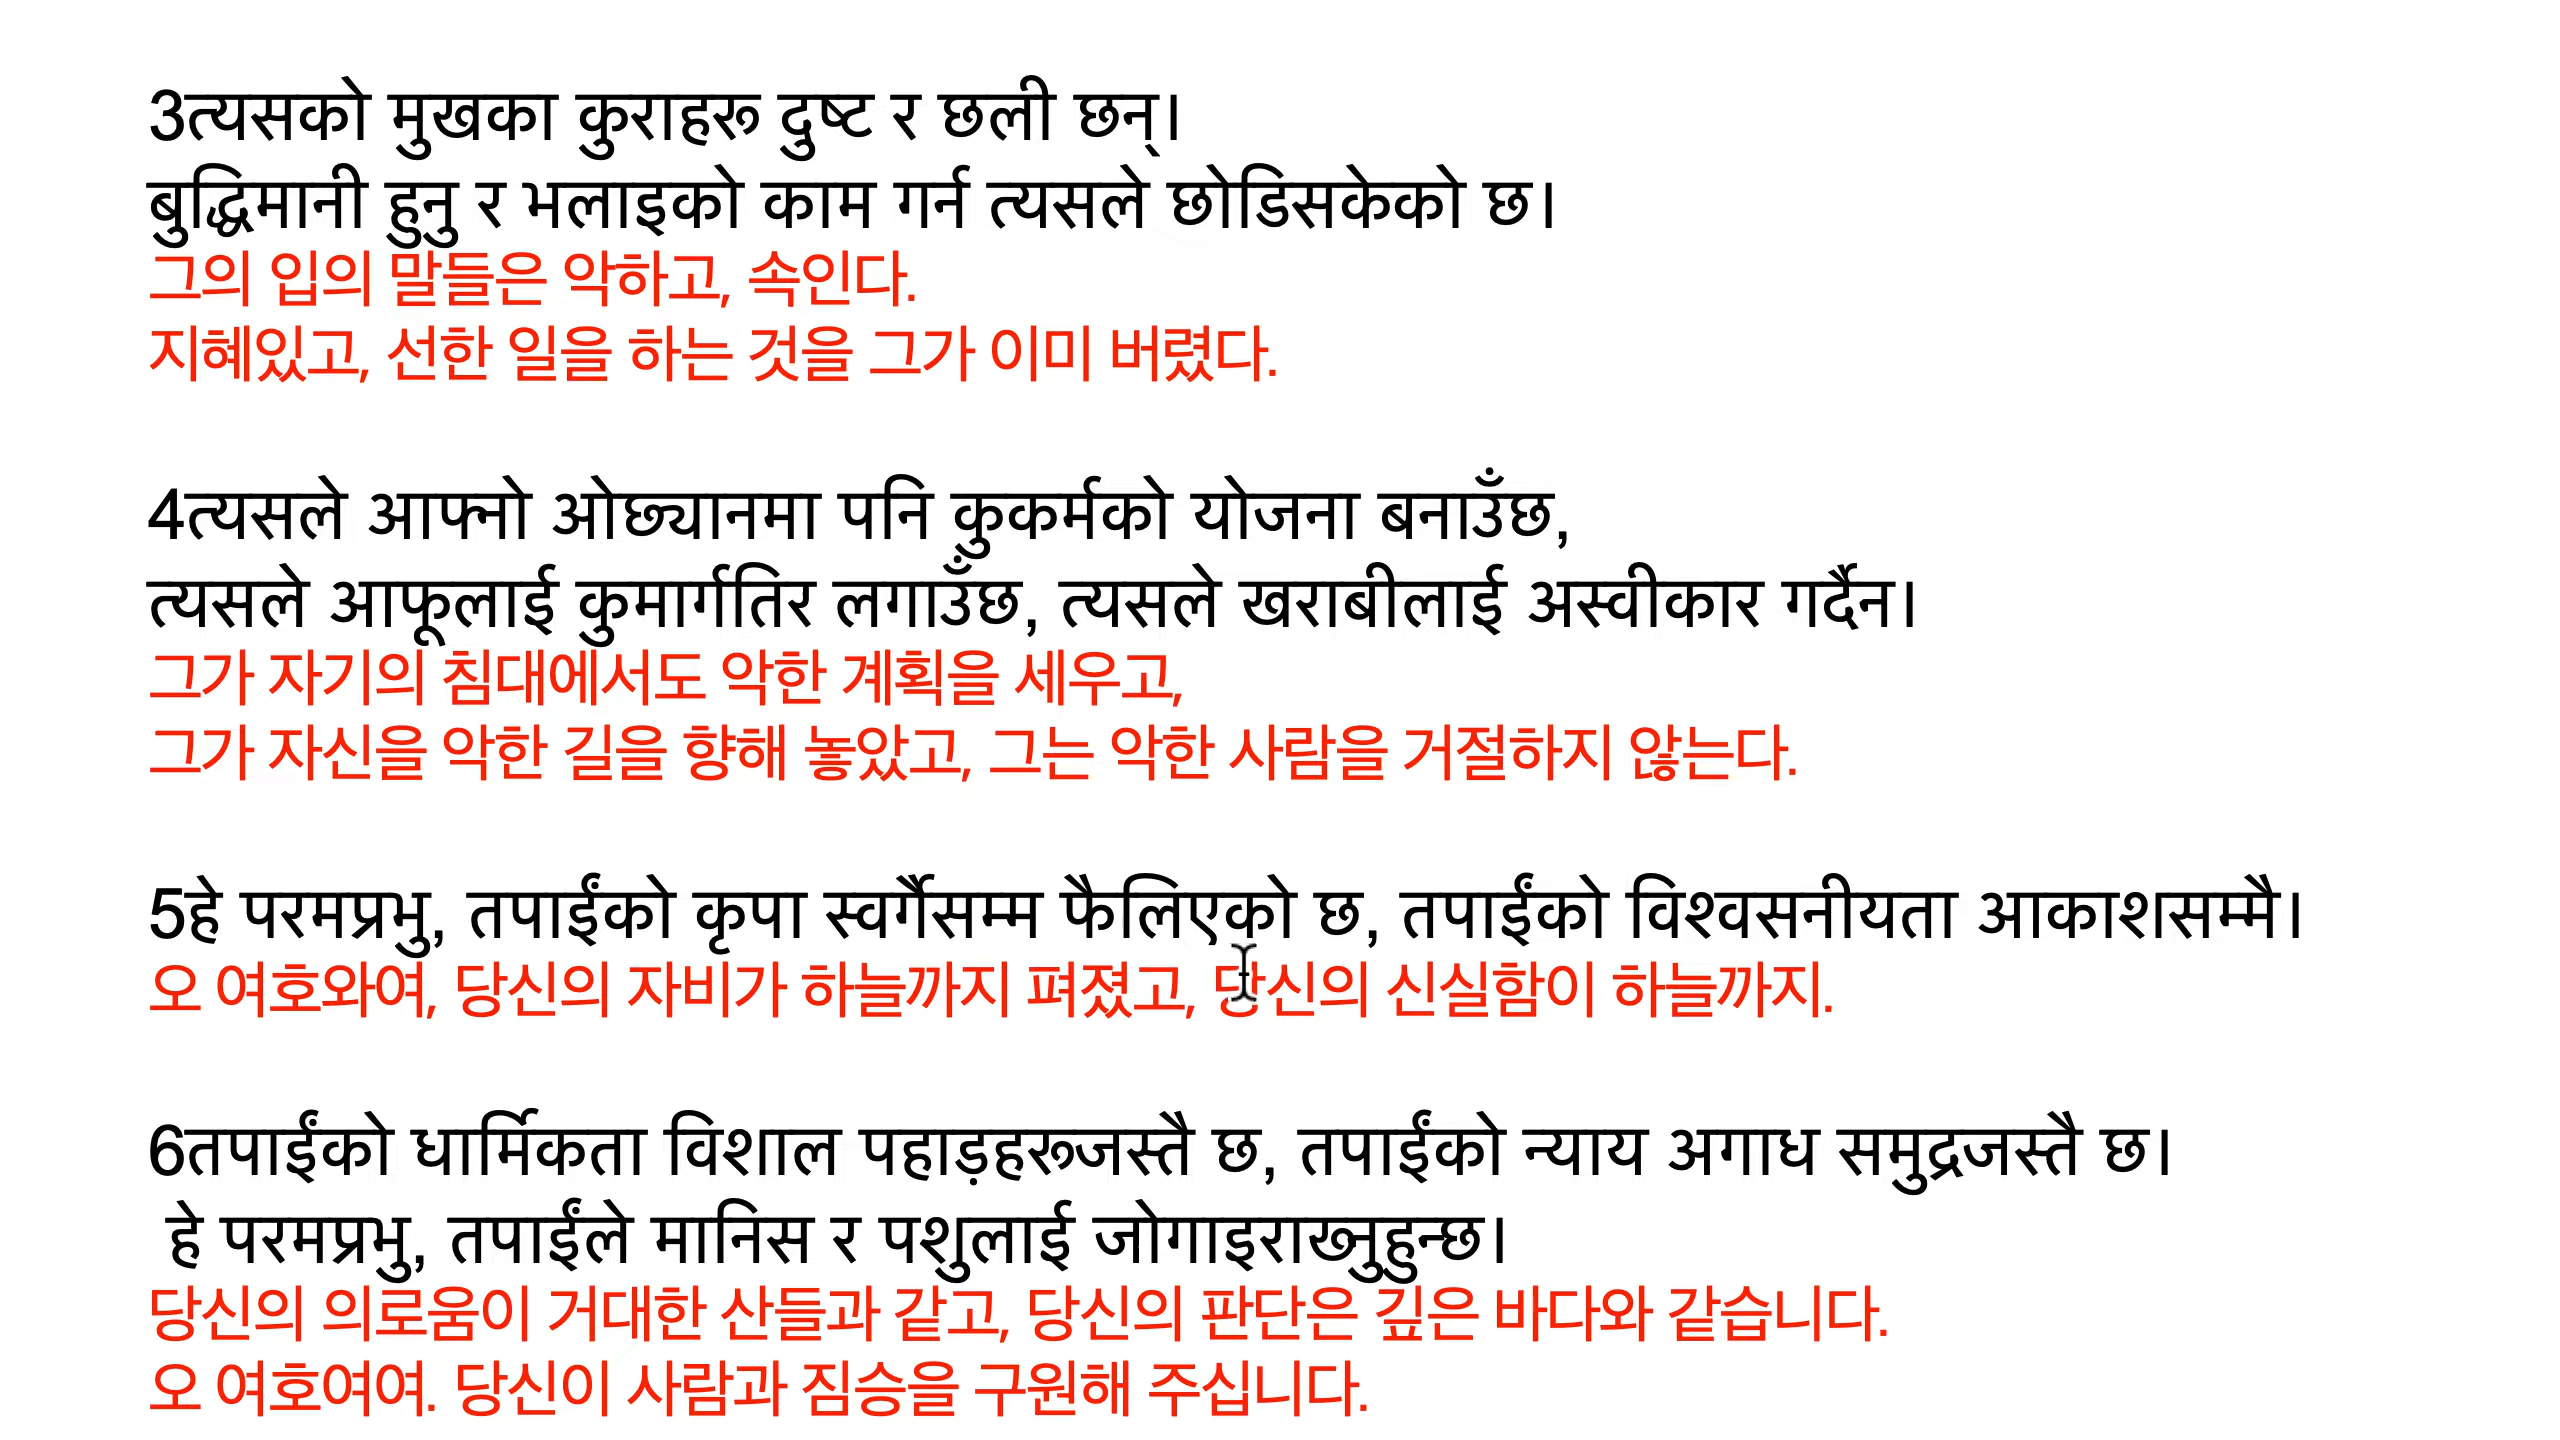 3त्यसको मुखका कुराहरू दुष्ट र छली छन्।
बुद्धिमानी हुनु र भलाइको काम गर्न त्यसले छोडिसकेको छ।
그의 입의 말들은 악하고, 속인다.
지혜있고, 선한 일을 하는 것을 그가 이미 버렸다.
4त्यसले आफ्नो ओछ्यानमा पनि कुकर्मको योजना बनाउँछ,
त्यसले आफूलाई कुमार्गतिर लगाउँछ, त्यसले खराबीलाई अस्वीकार गर्दैन।
그가 자기의 침대에서도 악한 계획을 세우고,
그가 자신을 악한 길을 향해 놓았고, 그는 악한 사람을 거절하지 않는다.
5हे परमप्रभु, तपाईंको कृपा स्वर्गैसम्म फैलिएको छ, तपाईंको विश्वसनीयता आकाशसम्मै।
오 여호와여, 당신의 자비가 하늘까지 펴졌고, 당신의 신실함이 하늘까지.
6तपाईंको धार्मिकता विशाल पहाड़हरूजस्तै छ, तपाईंको न्याय अगाध समुद्रजस्तै छ।
हे परमप्रभु, तपाईंले मानिस र पशुलाई जोगाइराख्नुहुन्छ।
당신의 의로움이 거대한 산들과 같고, 당신의 판단은 깊은 바다와 같습니다.
오 여호여여. 당신이 사람과 짐승을 구원해 주십니다.